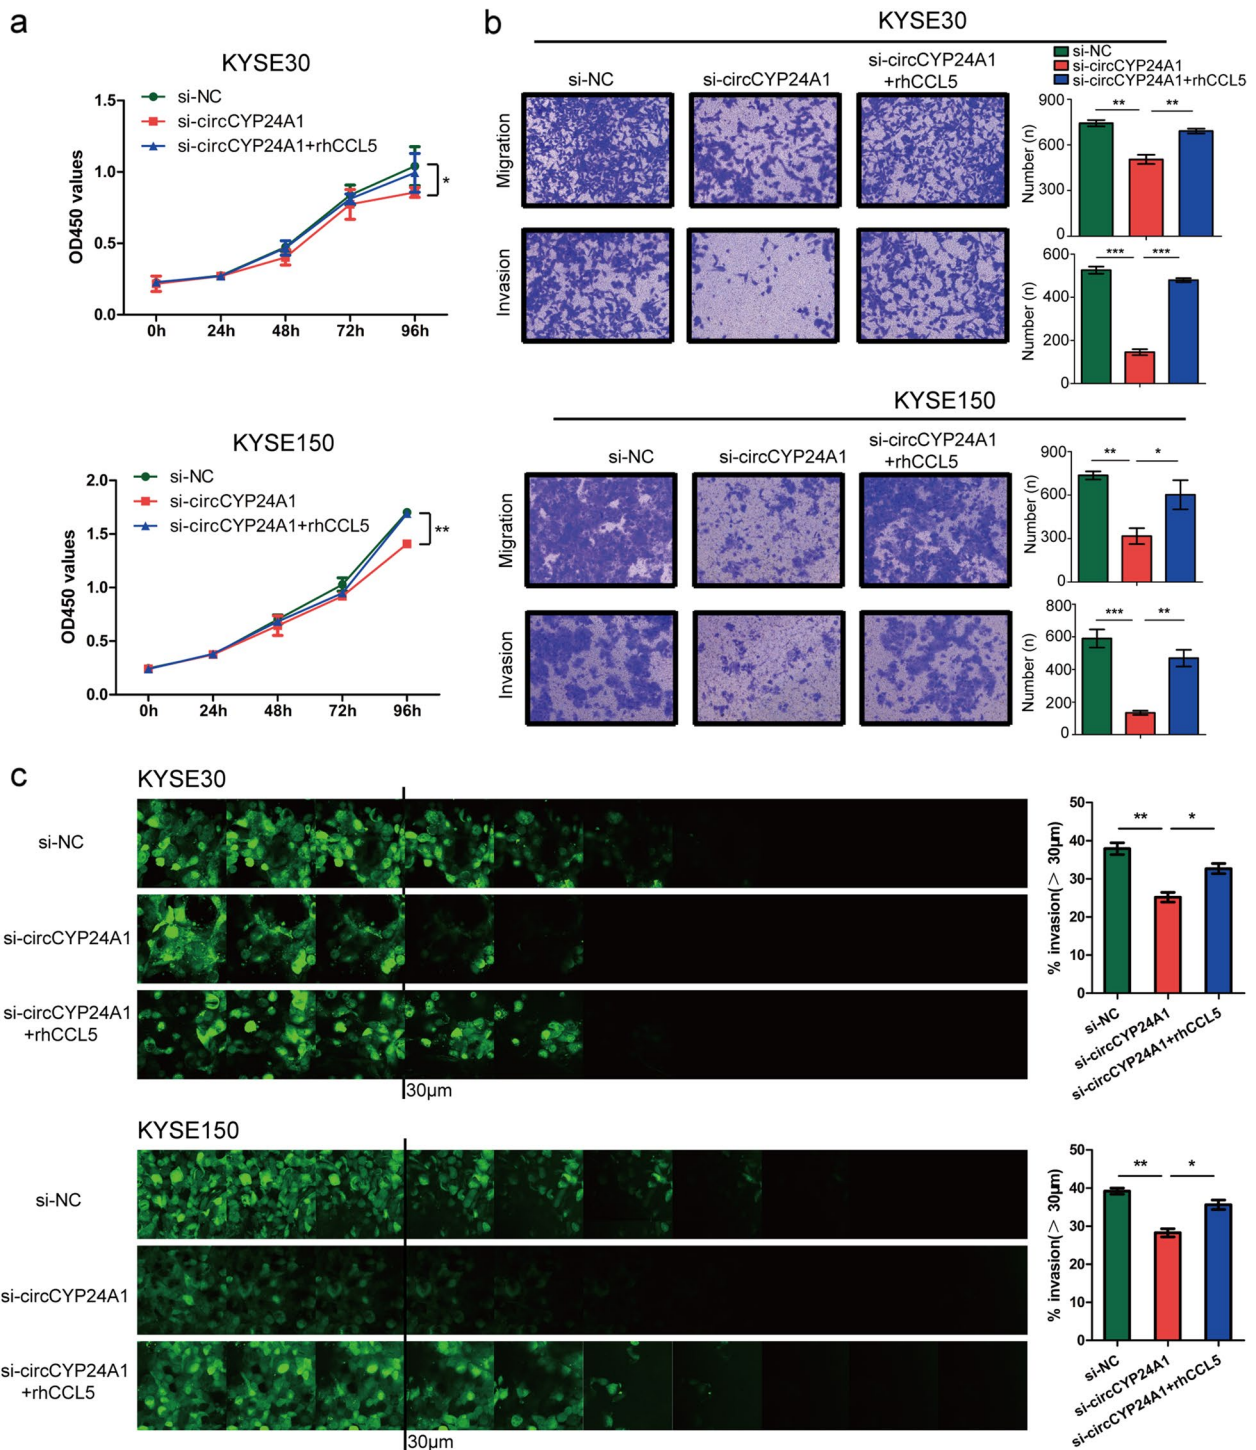 a
KYSE30
si-NC
si-circCYP24A1
si-circCYP24A1+rhCCL5
OD450 values
1.5
1.0
0.5
0.0
*
0h 24h 48h 72h 96h
KYSE150
si-NC
si-circCYP24A1
si-circCYP24A1+rhCCL5
OD450 values
2.0
1.5
1.0
0.5
0.0
**
0h 24h 48h 72h 96h
b
KYSE30
si-NC
si-circCYP24A1
si-circCYP24A1+rhCCL5
si-NC
si-circCYP24A1
si-circCYP24A1
+rhCCL5
Migration
Number (n)
900
600
300
0
** **
Invasion
Number (n)
600
400
200
0
*** ***
KYSE150
si-NC
si-circCYP24A1
si-circCYP24A1
+rhCCL5
Migration
Number (n)
900
600
300
0
** *
Invasion
Number (n)
800
600
400
200
0
*** **
c
KYSE30
si-NC
si-circCYP24A1
si-circCYP24A1
+rhCCL5
30μm
% invasion(> 30μm)
50
40
30
20
10
0
** *
si-NC
si-circCYP24A1
si-circCYP24A1+rhCCL5
KYSE150
si-NC
si-circCYP24A1
si-circCYP24A1
+rhCCL5
30μm
% invasion(> 30μm)
50
40
30
20
10
0
** *
si-NC
si-circCYP24A1
si-circCYP24A1+rhCCL5